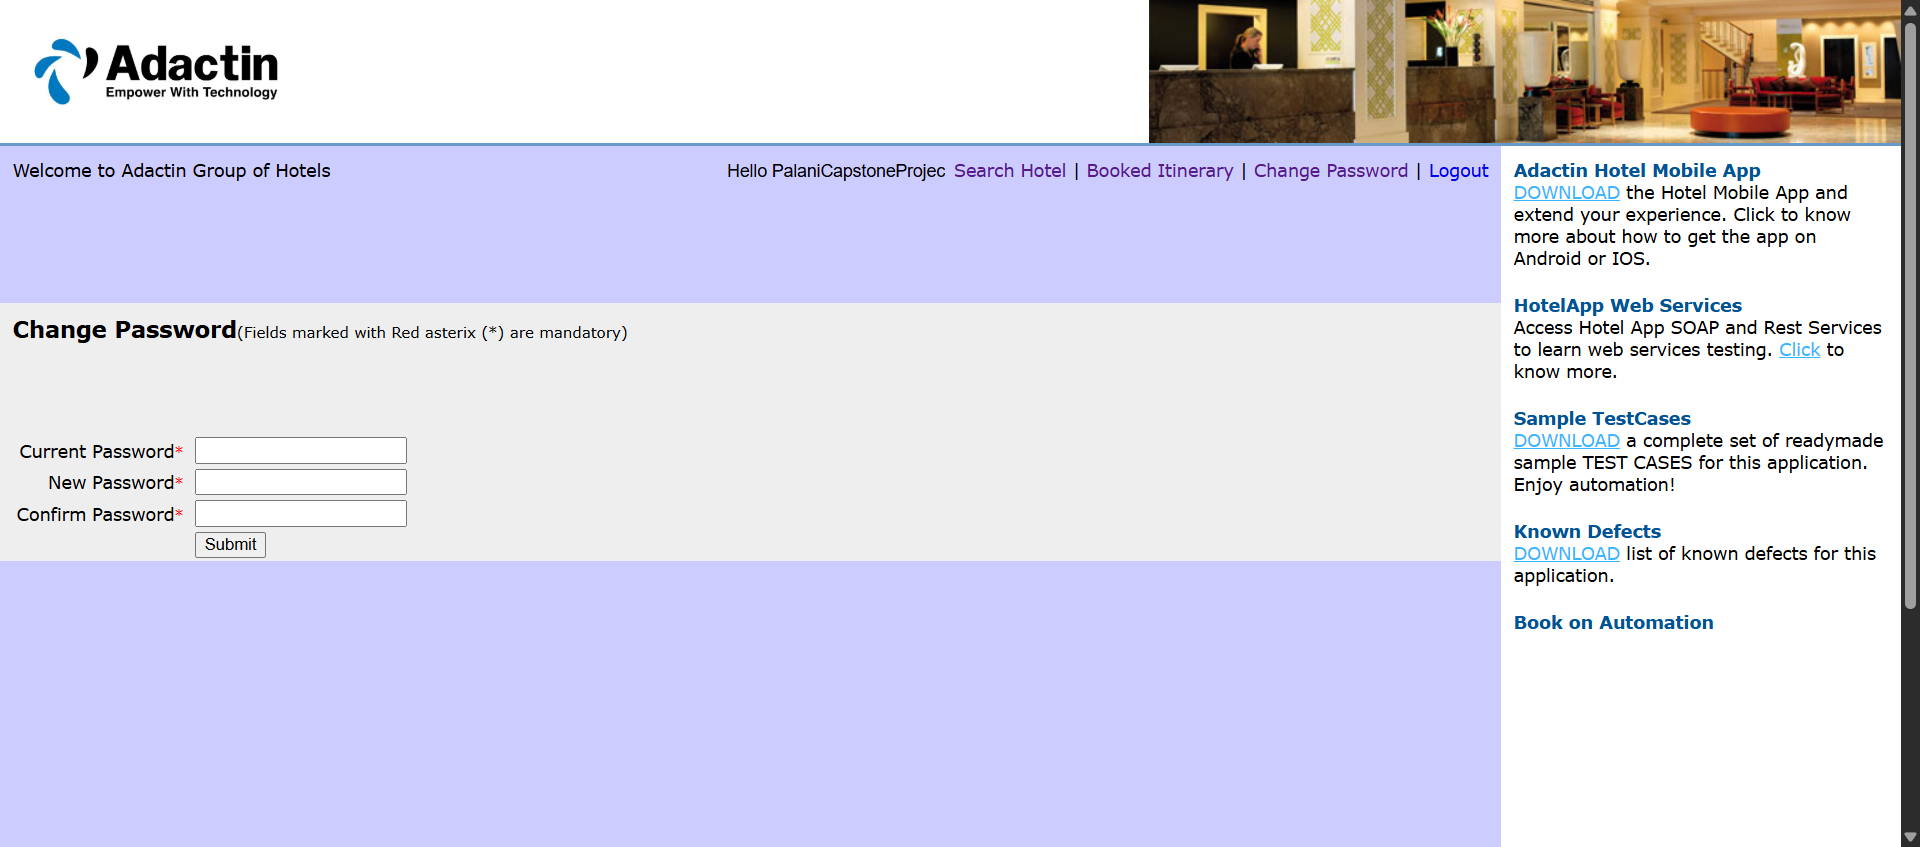 Adactin
Empower With Technology
Welcome to Adactin Group of Hotels
Hello PalaniCapstoneProjec Search Hotel | Booked Itinerary | Change Password | Logout
Change Password(Fields marked with Red asterix (*) are mandatory)
Current Password*
New Password*
Confirm Password*
Submit
Adactin Hotel Mobile App
DOWNLOAD the Hotel Mobile App and
extend your experience. Click to know
more about how to get the app on
Android or IOS.
HotelApp Web Services
Access Hotel App SOAP and Rest Services
to learn web services testing. Click to
know more.
Sample TestCases
DOWNLOAD a complete set of readymade
sample TEST CASES for this application.
Enjoy automation!
Known Defects
DOWNLOAD list of known defects for this
application.
Book on Automation